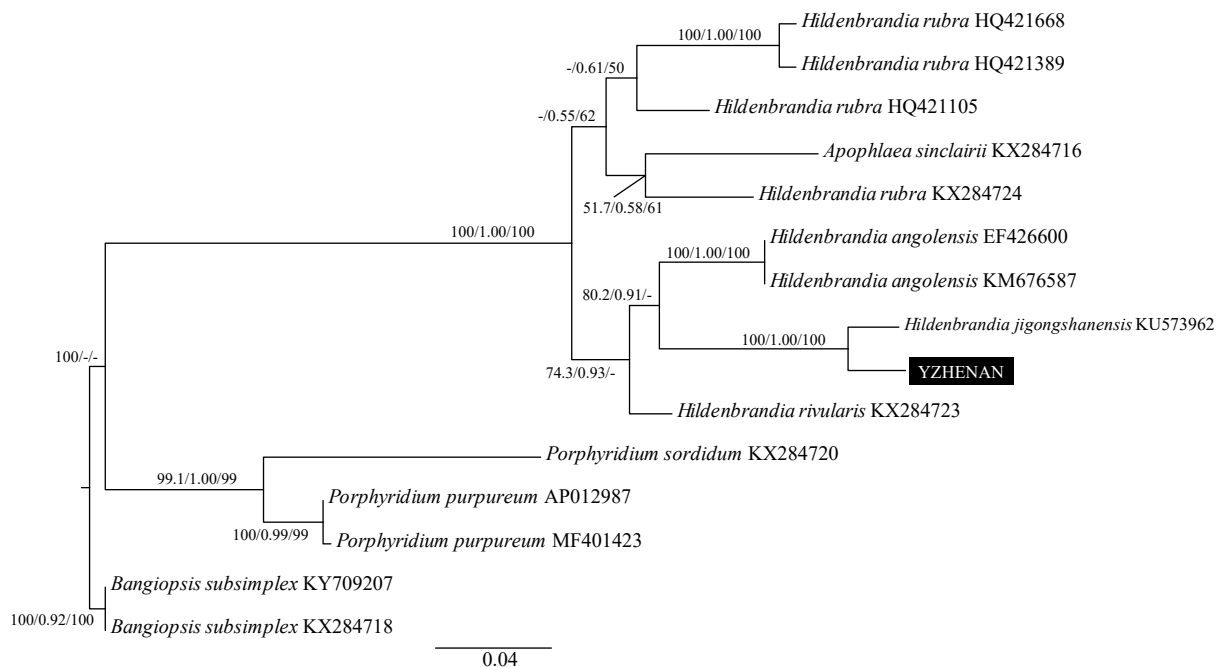 Hildenbrandia rubra HQ421668
100/1.00/100
Hildenbrandia rubra HQ421389
-/0.61/50
Hildenbrandia rubra HQ421105
-/0.55/62
Apophlaea sinclairii KX284716
Hildenbrandia rubra KX284724
51.7/0.58/61
100/1.00/100
Hildenbrandia angolensis EF426600
100/1.00/100
Hildenbrandia angolensis KM676587
80.2/0.91/-
Hildenbrandia jigongshanensis KU573962
100/1.00/100
100/-/-
YZHENAN
74.3/0.93/-
Hildenbrandia rivularis KX284723
Porphyridium sordidum KX284720
99.1/1.00/99
Porphyridium purpureum AP012987
100/0.99/99
Porphyridium purpureum MF401423
Bangiopsis subsimplex KY709207
100/0.92/100
Bangiopsis subsimplex KX284718
0.04